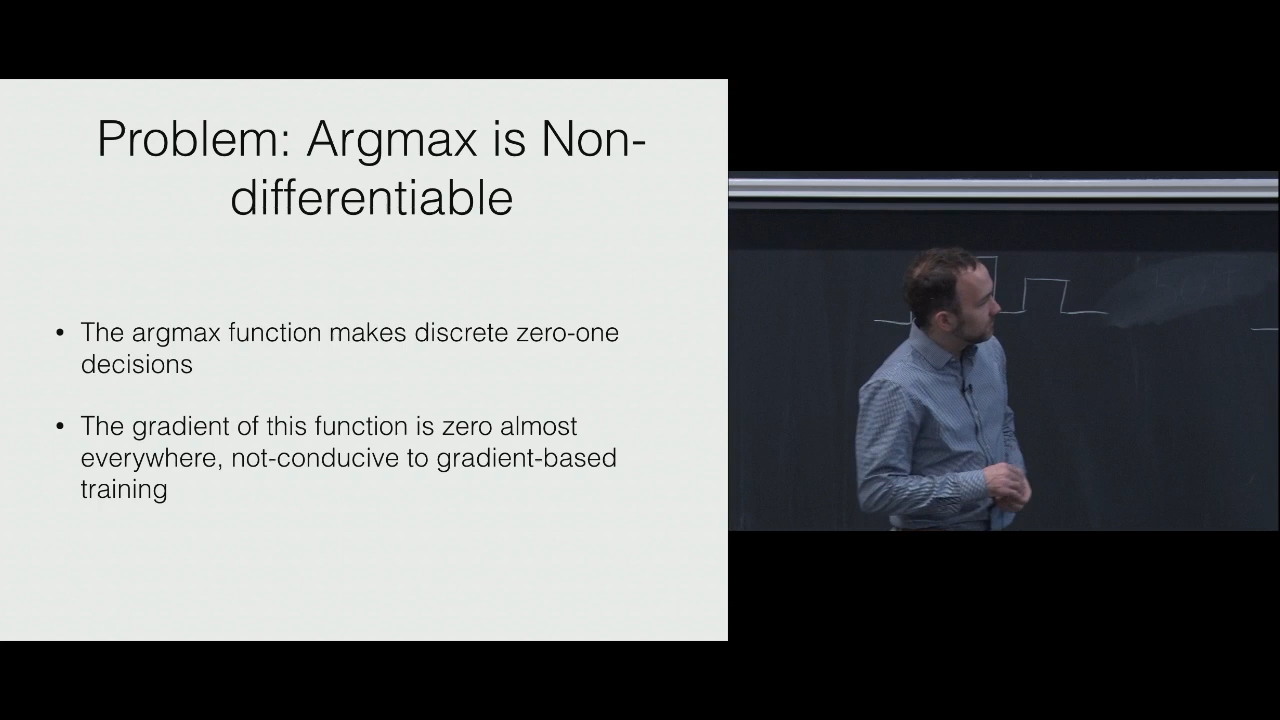 Problem: Argmax is Non-
differentiable
• The argmax function makes discrete zero-one
decisions
• The gradient of this function is zero almost
everywhere, not-conducive to gradient-based
training